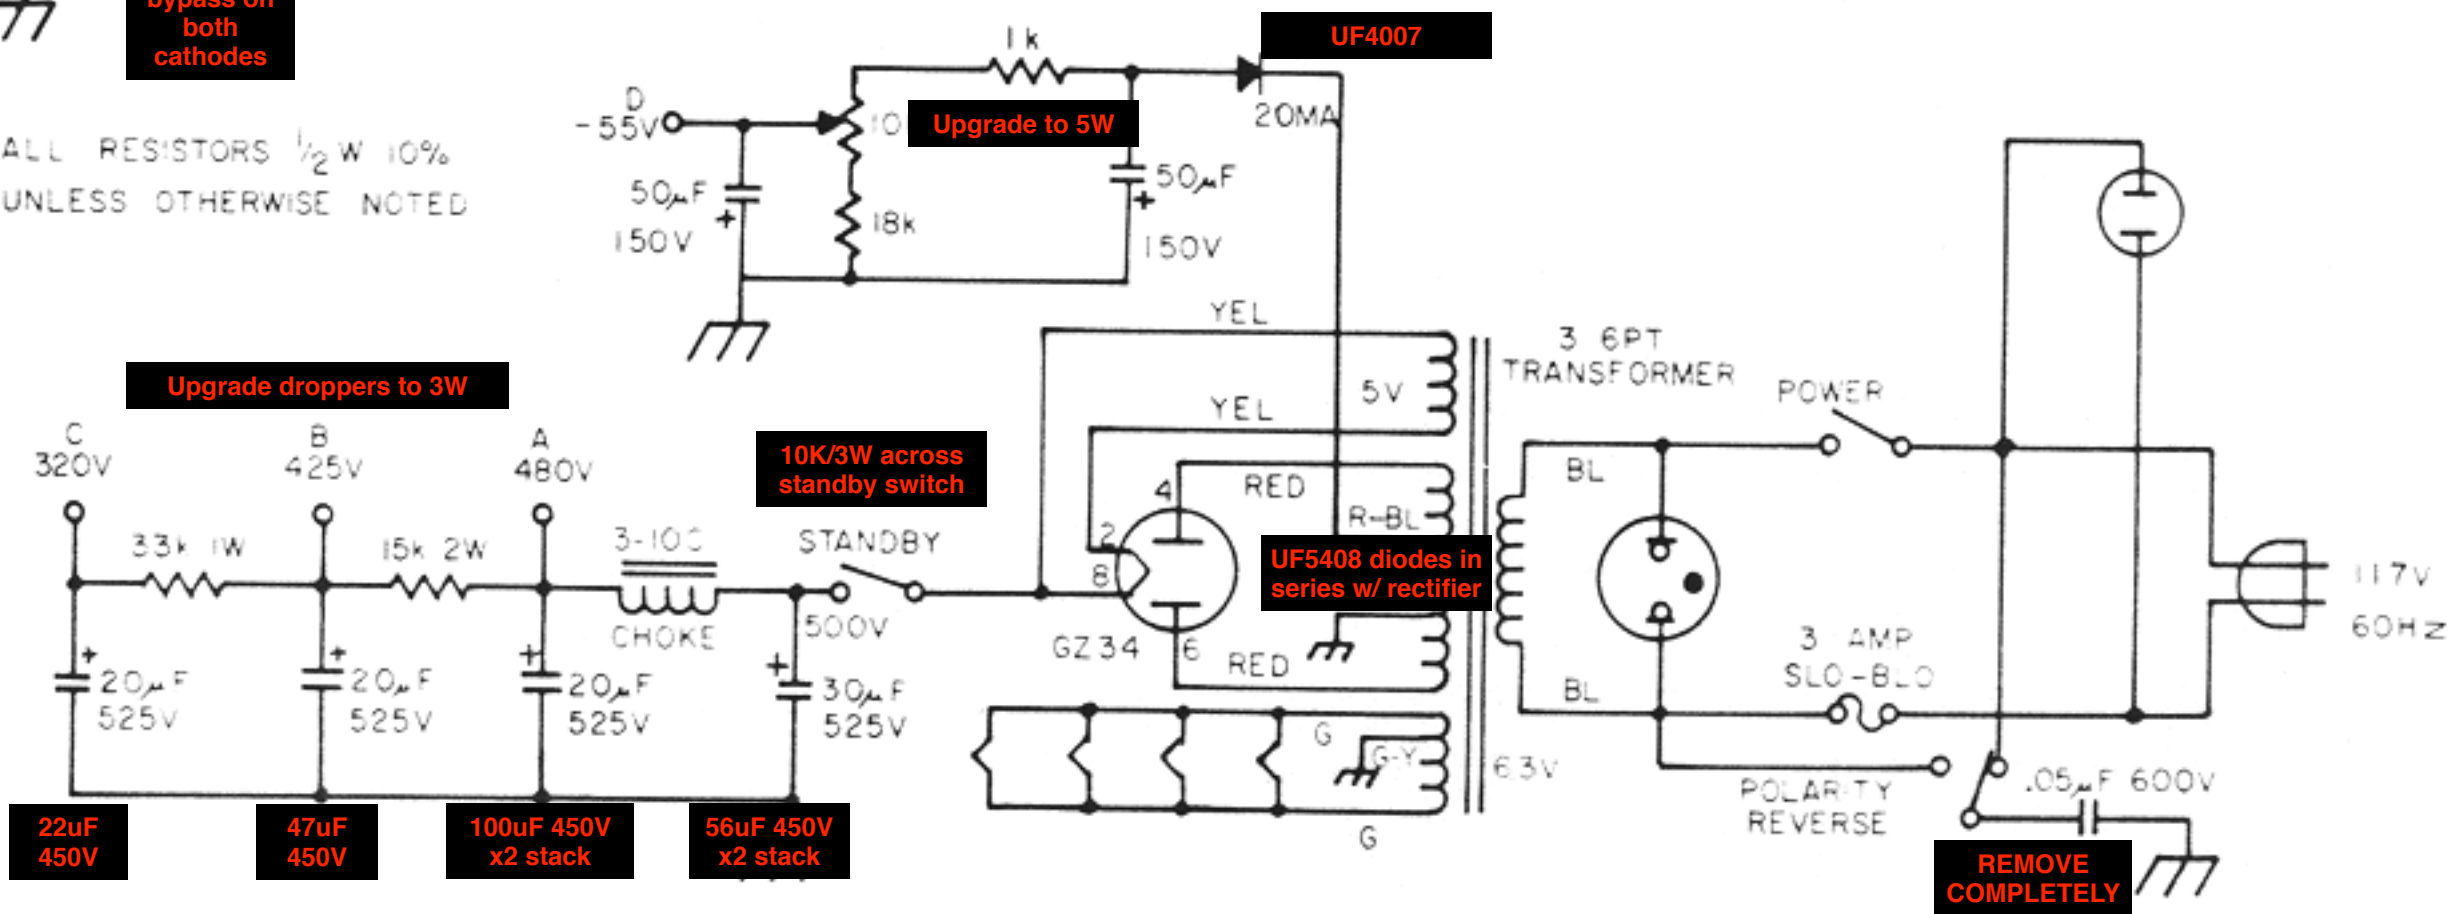 bypass on
both
cathodes
ALL RESISTORS 1/2 W 10%
UNLESS OTHERWISE NOTED
UF4007
1k
20MA
D
-55V
10
Upgrade to 5W
50µF
+
150V
18k
50µF
+
150V
YEL
YEL
5V
3 6PT
TRANSFORMER
POWER
Upgrade droppers to 3W
C
320V
B
425V
A
480V
10K/3W across
standby switch
33k 1W
15k 2W
CHOKE
STANDBY
500V
4
2
8
6
GZ34
RED
R-BL
RED
UF5408 diodes in
series w/ rectifier
BL
BL
117V
60Hz
3 AMP
SLO-BLO
+
20µF
525V
+
20µF
525V
+
20µF
525V
+
30µF
525V
G
G-Y
G
6.3V
POLARITY
REVERSE
.05µF 600V
22uF
450V
47uF
450V
100uF 450V
x2 stack
56uF 450V
x2 stack
REMOVE
COMPLETELY